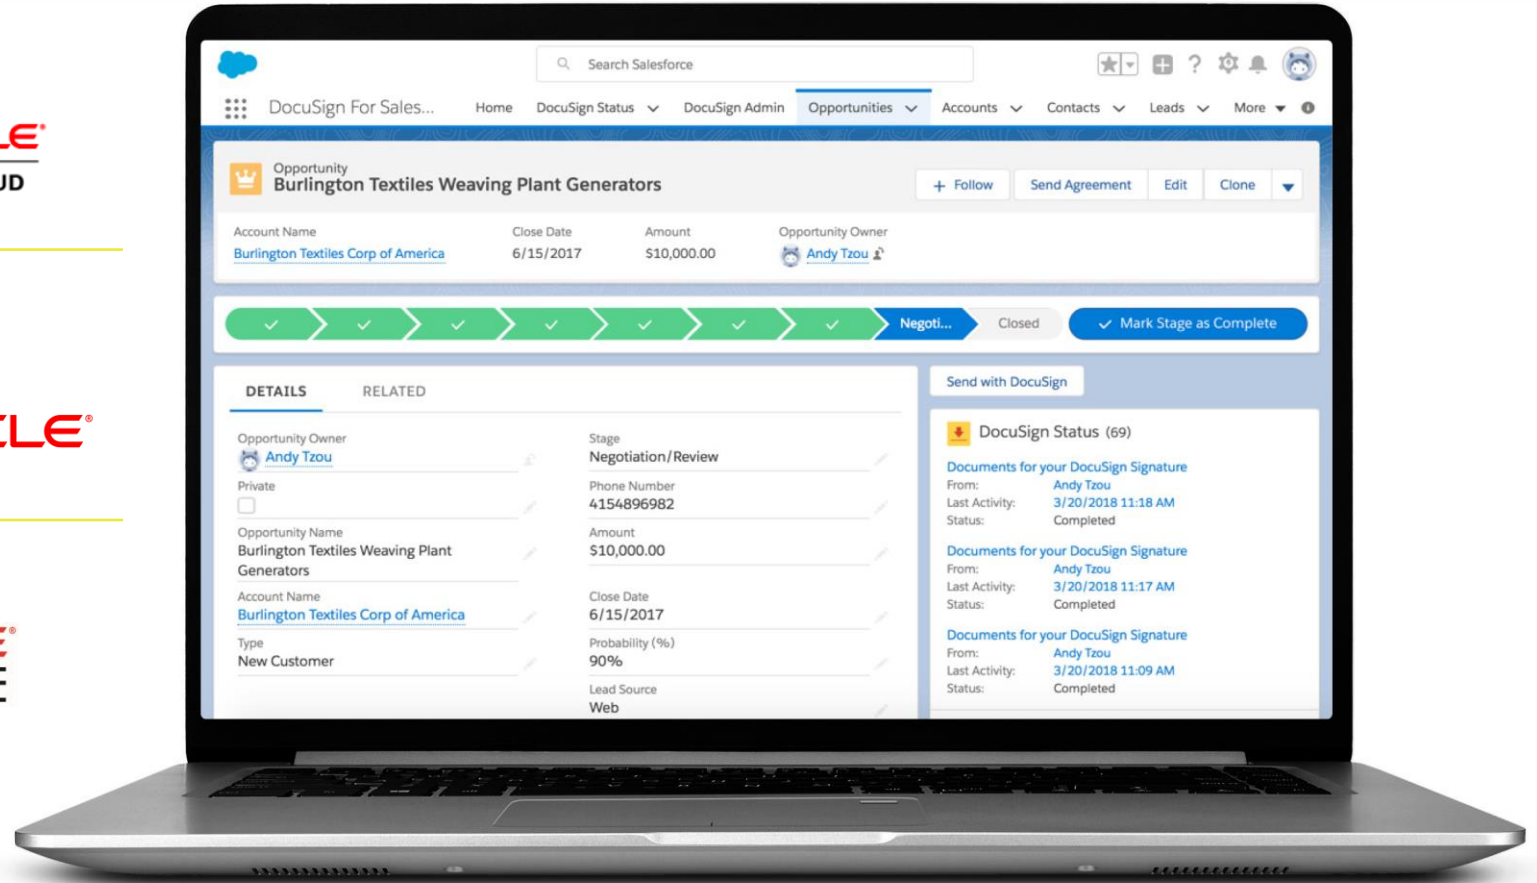 Search Salesforce
DocuSign For Sales...
Home
DocuSign Status
DocuSign Admin
Opportunities
Accounts
Contacts
Leads
More
Opportunity
Burlington Textiles Weaving Plant Generators
+ Follow
Send Agreement
Edit
Clone
Account Name
Close Date
Amount
Opportunity Owner
Burlington Textiles Corp of America
6/15/2017
$10,000.00
Andy Tzou
Negoti...
Closed
Mark Stage as Complete
DETAILS
RELATED
Opportunity Owner
Andy Tzou
Private
Opportunity Name
Burlington Textiles Weaving Plant
Generators
Account Name
Burlington Textiles Corp of America
Type
New Customer
Stage
Negotiation/Review
Phone Number
4154896982
Amount
$10,000.00
Close Date
6/15/2017
Probability (%)
90%
Lead Source
Web
Send with DocuSign
DocuSign Status (69)
Documents for your DocuSign Signature
From: Andy Tzou
Last Activity: 3/20/2018 11:18 AM
Status: Completed
Documents for your DocuSign Signature
From: Andy Tzou
Last Activity: 3/20/2018 11:17 AM
Status: Completed
Documents for your DocuSign Signature
From: Andy Tzou
Last Activity: 3/20/2018 11:09 AM
Status: Completed